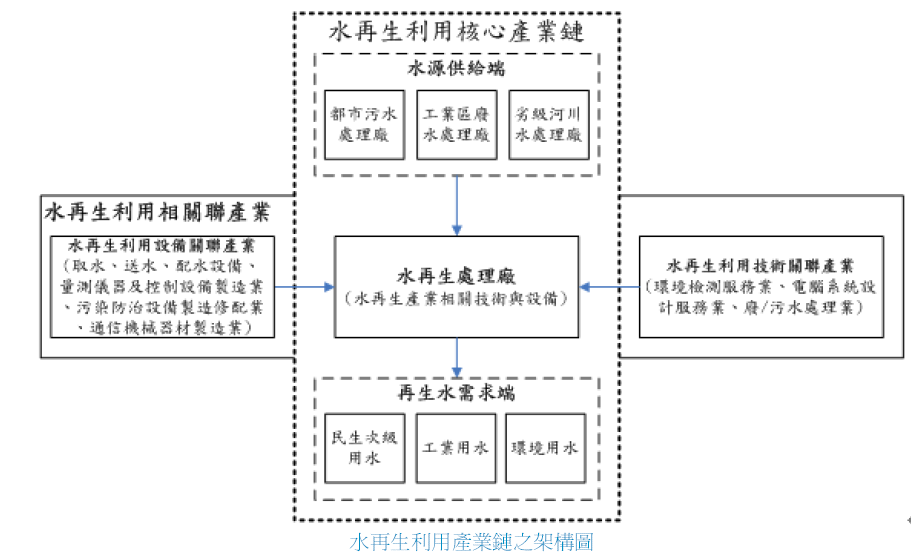 水再生利用核心產業鏈
水源供給端
都市污水
處理廠
工業區廢
水處理廠
劣級河川
水處理廠
水再生利用相關聯產業
水再生利用設備關聯產業
(取水、送水、配水設備、
量測儀器及控制設備製造業
、污染防治設備製造修配業
、通信機械器材製造業)
水再生處理廠
(水再生產業相關技術與設備)
水再生利用技術關聯產業
(環境檢測服務業、電腦系統設
計服務業、廢/污水處理業)
再生水需求端
民生次級
用水
工業用水
環境用水
水再生利用產業鏈之架構圖